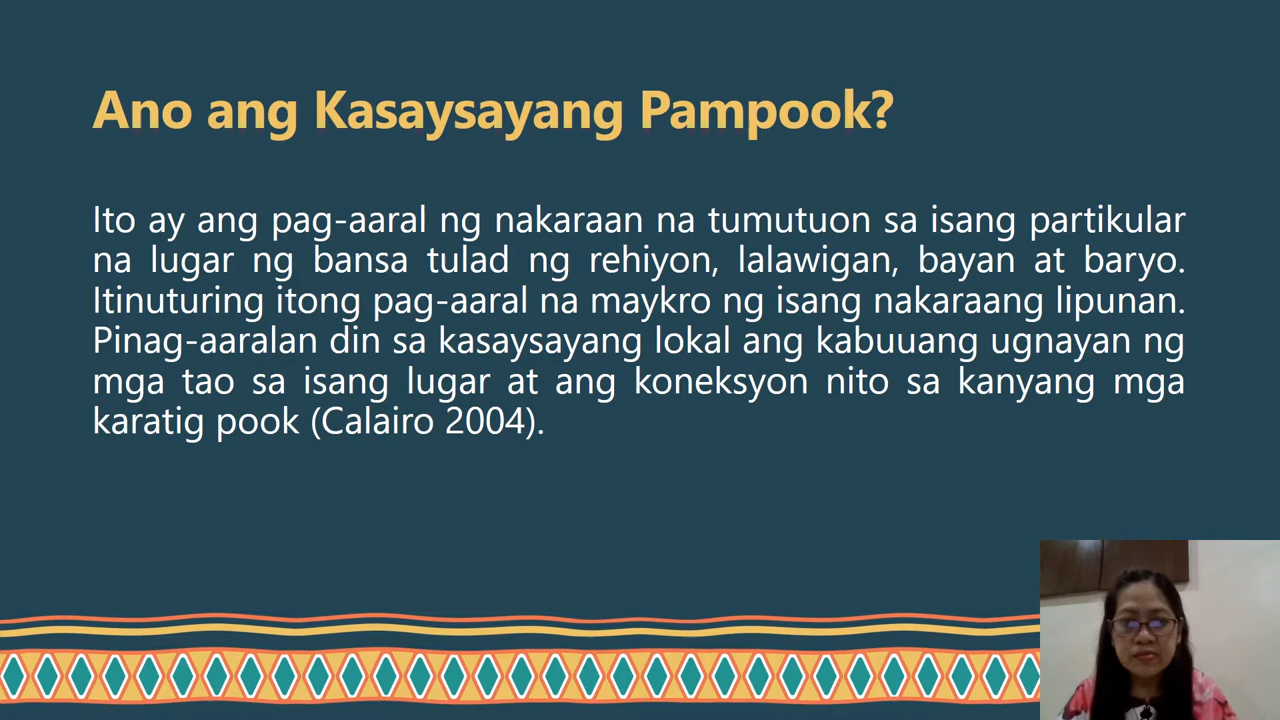 Ano ang Kasaysayang Pampook?
Ito ay ang pag-aaral ng nakaraan na tumutuon sa isang partikular
na lugar ng bansa tulad ng rehiyon, lalawigan, bayan at baryo.
Itinuturing itong pag-aaral na maykro ng isang nakaraang lipunan.
Pinag-aaralan din sa kasaysayang lokal ang kabuuang ugnayan ng
mga tao sa isang lugar at ang koneksyon nito sa kanyang mga
karatig pook (Calairo 2004).